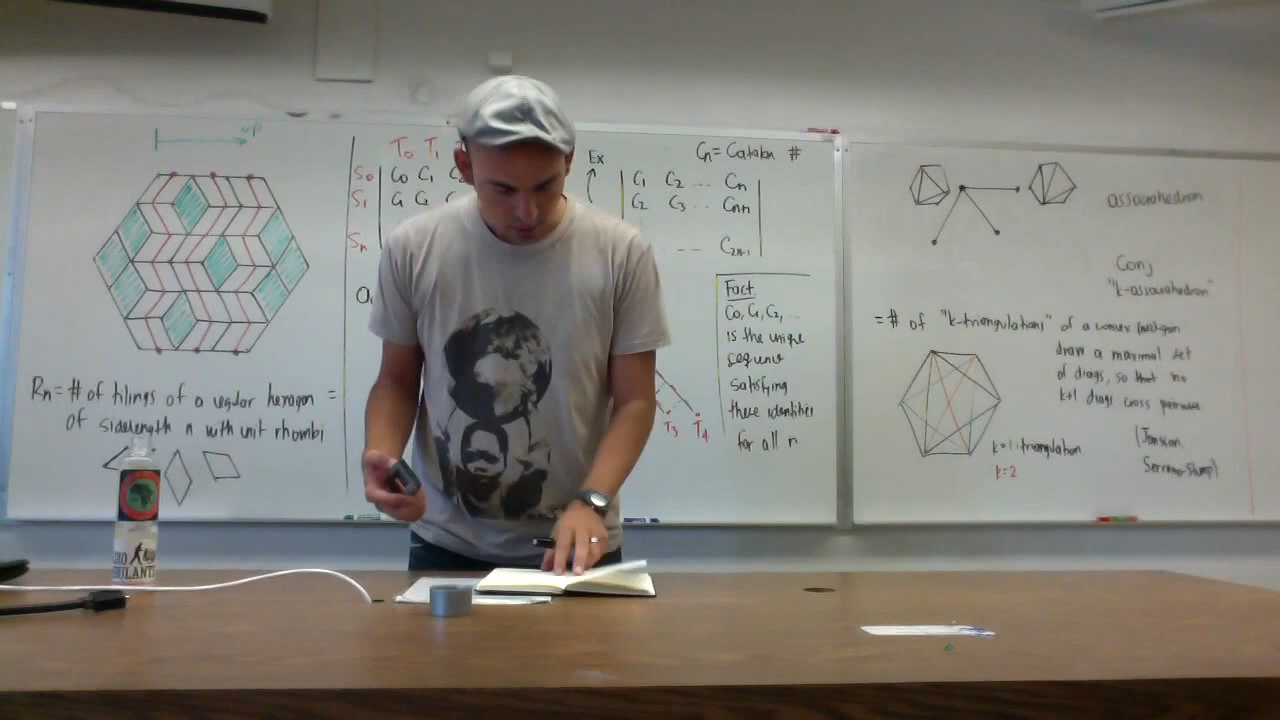 Rn = # of tilings of a regular hexagon =
of sidelength n with unit rhombi
T0 T1
S0 C0 C1
S1 C1 C2
Sn
Ex
Cn = Catalan #
C1 C2 ... Cn
C2 C3 ... Cn+1
... C2n+1
Fact
C0, C1, C2, ...
is the unique
sequence
satisfying
these identities
for all n
T3 T4
associahedron
Conj
"k-associahedron"
= # of "k-triangulations" of a convex polygon
draw a maximal set
of diags, so that no
k+1 diags cross pairwise
k=1: triangulation
k=2
(Jonsson
Serrano-Stump)